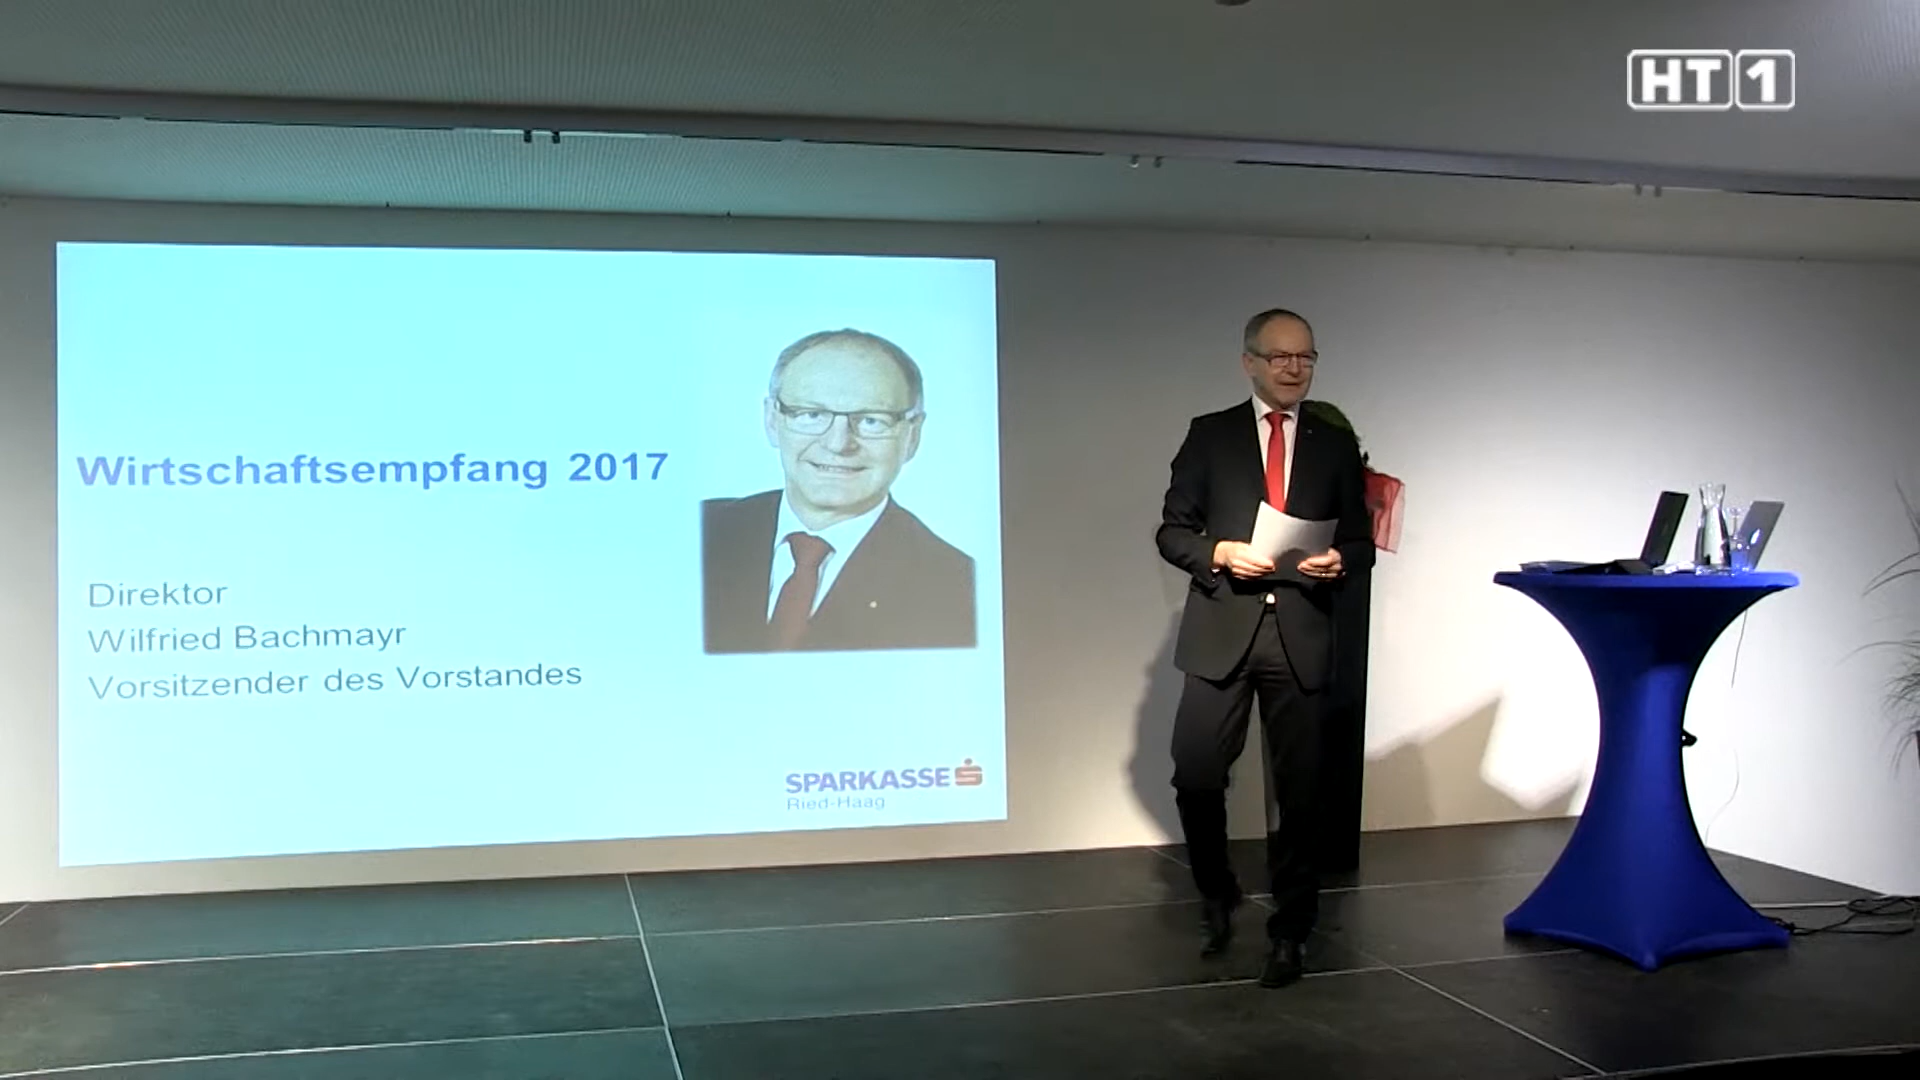 HT1
Wirtschaftsempfang 2017
Direktor
Wilfried Bachmayr
Vorsitzender des Vorstandes
SPARKASSE
Ried-Haag